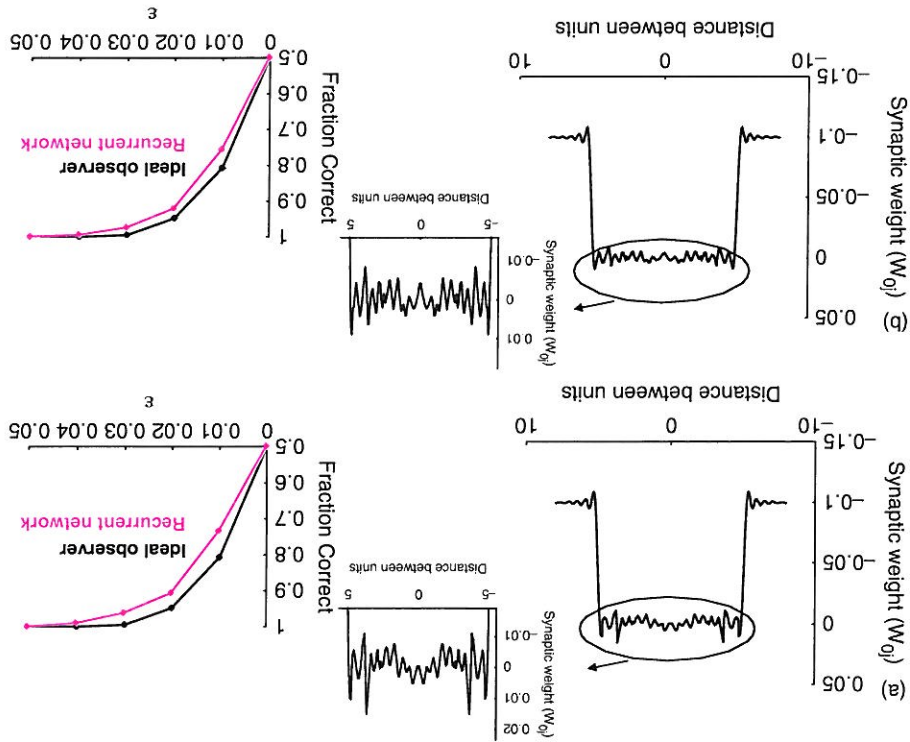 (a)
Synaptic weight (W0j)
0.05
0
−0.05
−0.1
−0.15
−10
0
10
Distance between units
Synaptic weight (W0j)
0.02
0.01
0
−0.01
−5
0
5
Distance between units
Fraction Correct
1
0.9
0.8
0.7
0.6
0.5
Ideal observer
Recurrent network
0 0.01 0.02 0.03 0.04 0.05
ε
(b)
Synaptic weight (W0j)
0.05
0
−0.05
−0.1
−0.15
−10
0
10
Distance between units
Synaptic weight (W0j)
0.01
0
−0.01
−5
0
5
Distance between units
Fraction Correct
1
0.9
0.8
0.7
0.6
0.5
Ideal observer
Recurrent network
0 0.01 0.02 0.03 0.04 0.05
ε